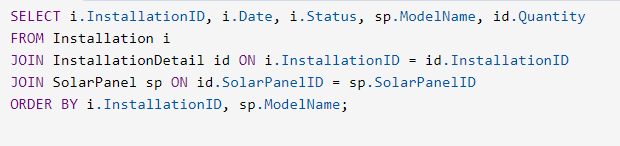 SELECT i.InstallationID, i.Date, i.Status, sp.ModelName, id.Quantity
FROM Installation i
JOIN InstallationDetail id ON i.InstallationID = id.InstallationID
JOIN SolarPanel sp ON id.SolarPanelID = sp.SolarPanelID
ORDER BY i.InstallationID, sp.ModelName;